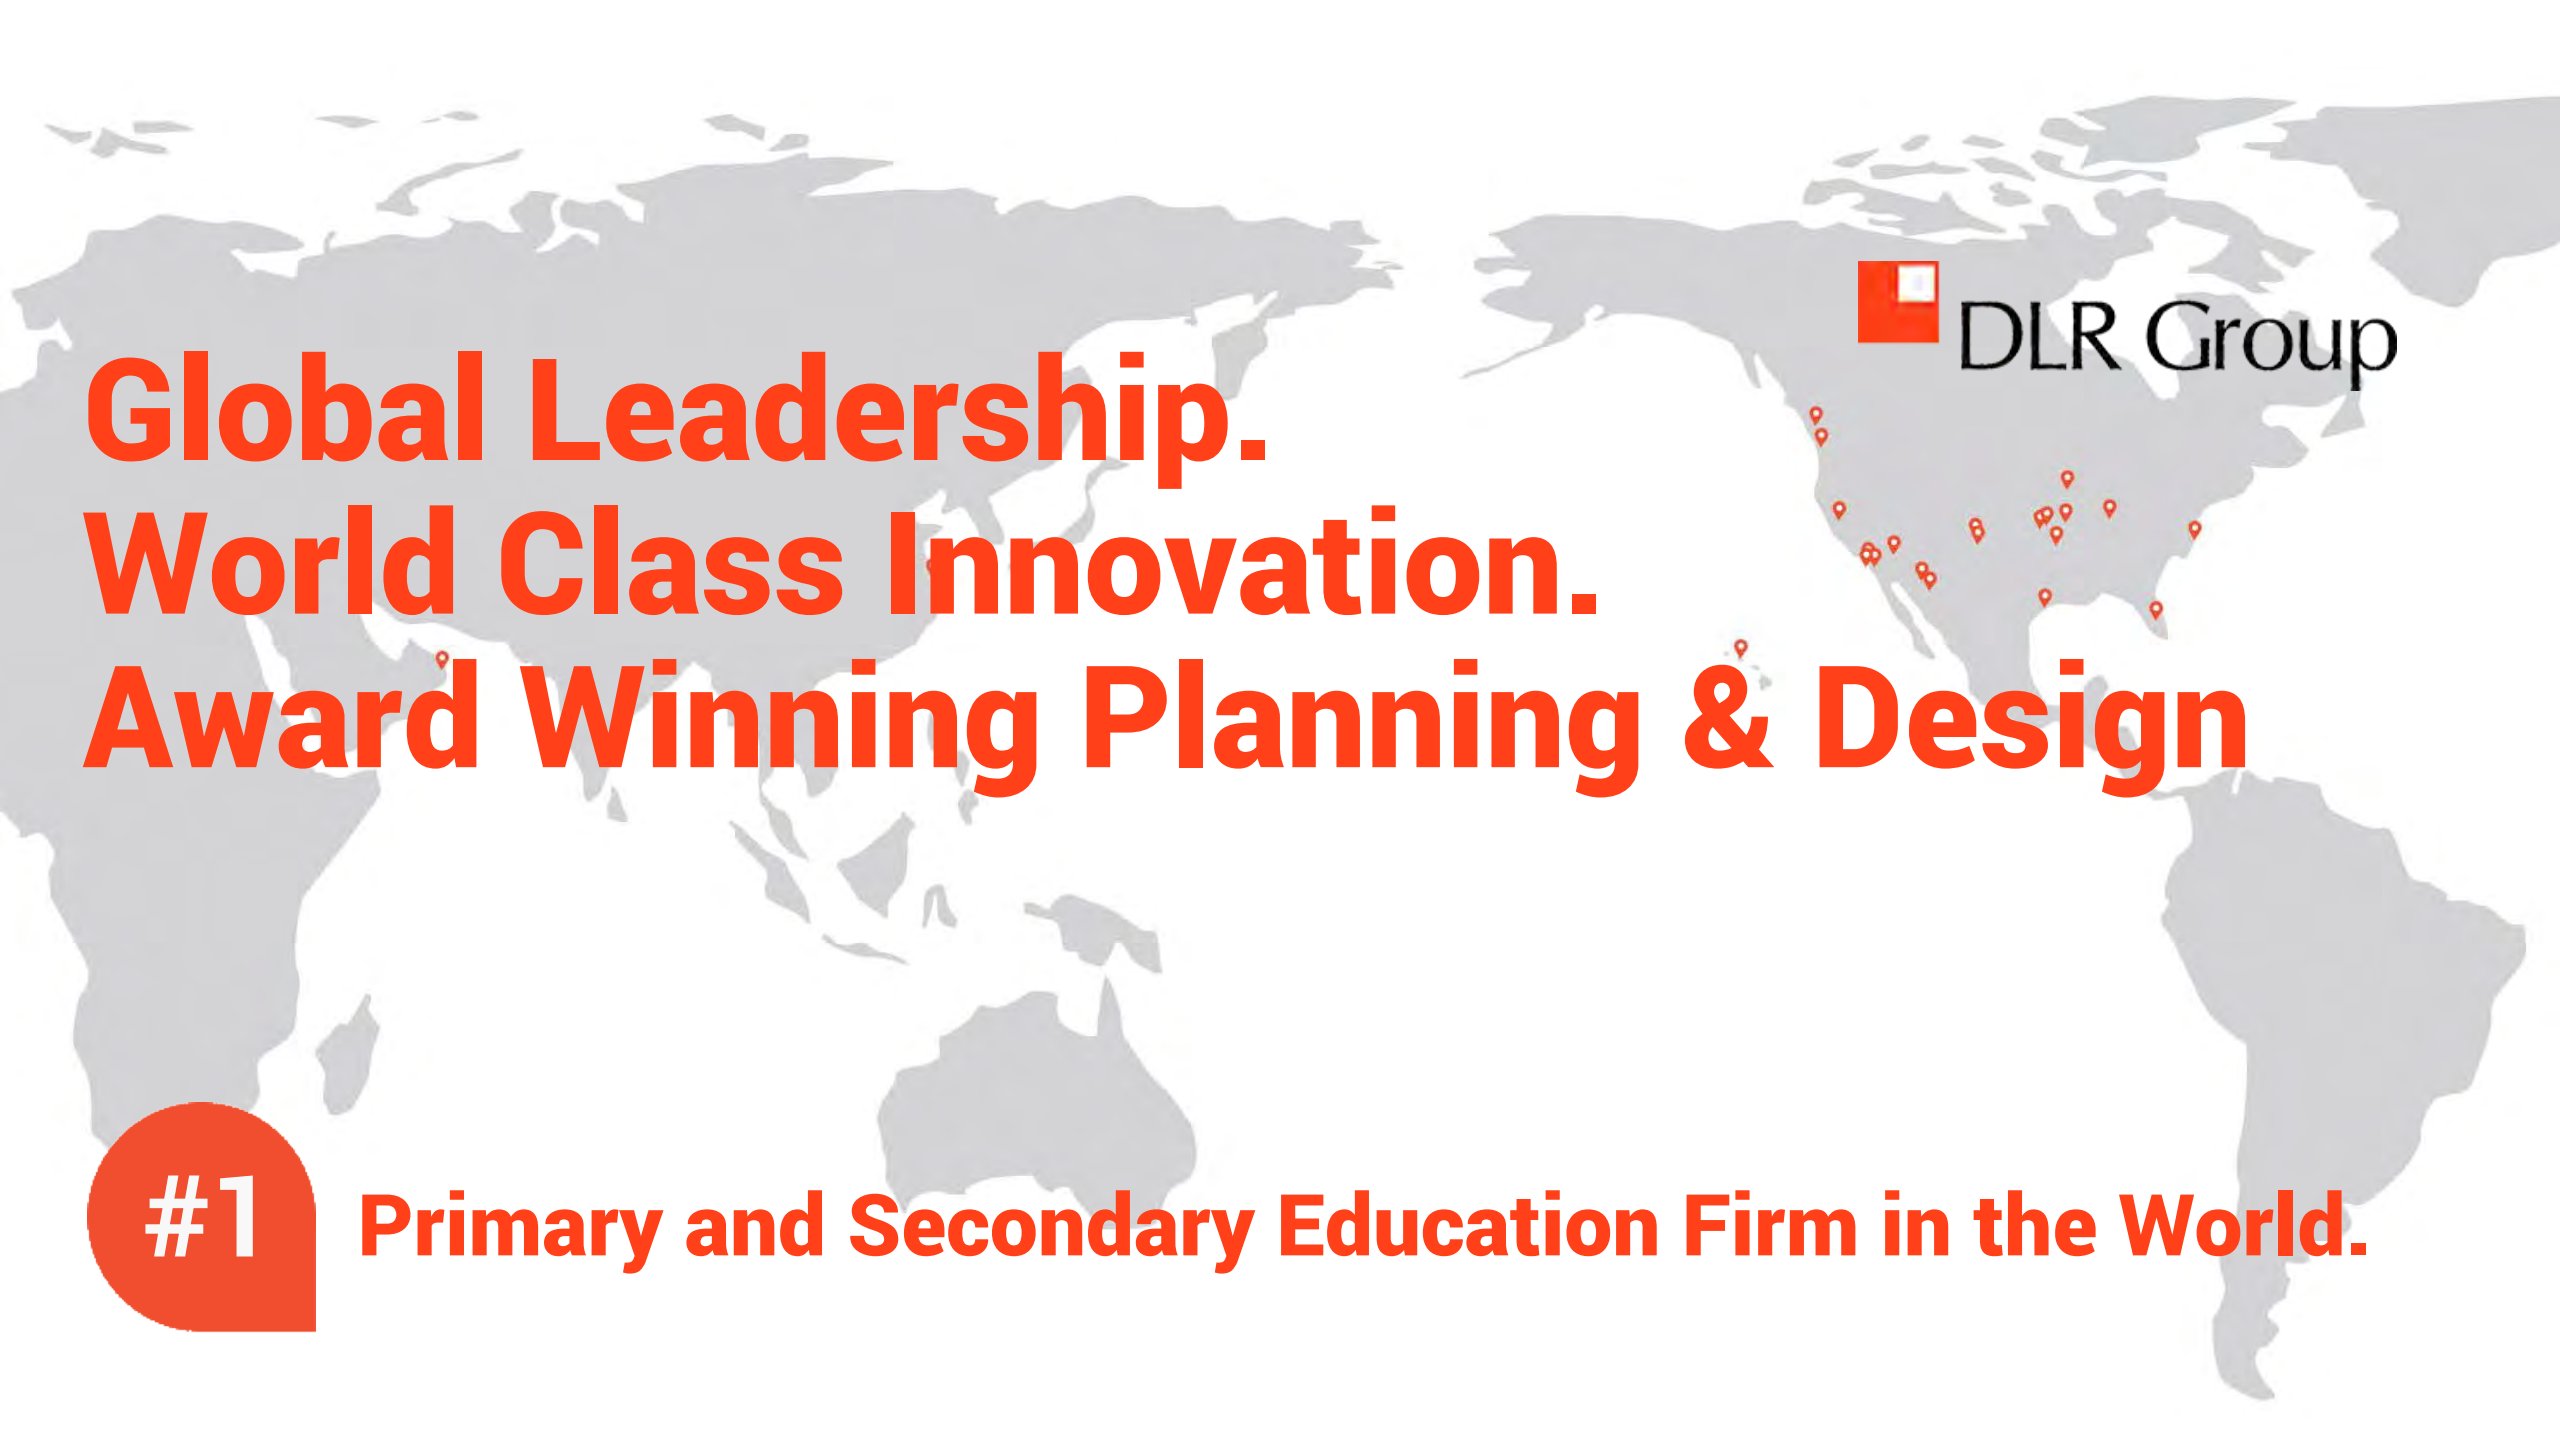 DLR Group
Global Leadership.
World Class Innovation.
Award Winning Planning & Design
#1
Primary and Secondary Education Firm in the World.